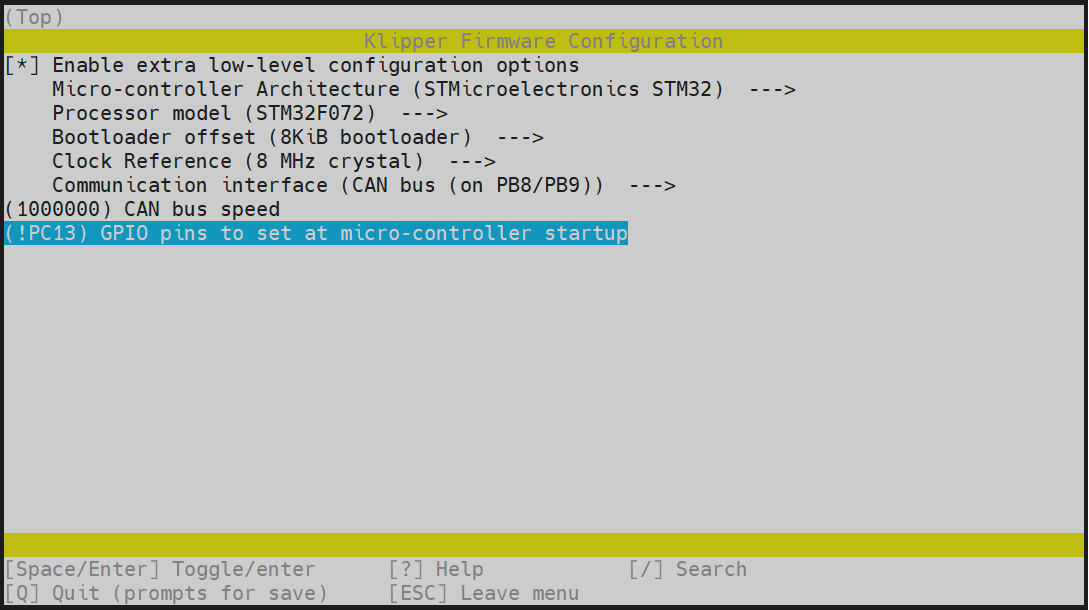 (Top)
Klipper Firmware Configuration
[*] Enable extra low-level configuration options
Micro-controller Architecture (STMicroelectronics STM32) --->
Processor model (STM32F072) --->
Bootloader offset (8KiB bootloader) --->
Clock Reference (8 MHz crystal) --->
Communication interface (CAN bus (on PB8/PB9)) --->
(1000000) CAN bus speed
(!PC13) GPIO pins to set at micro-controller startup
[Space/Enter] Toggle/enter [?] Help [/] Search
[Q] Quit (prompts for save) [ESC] Leave menu